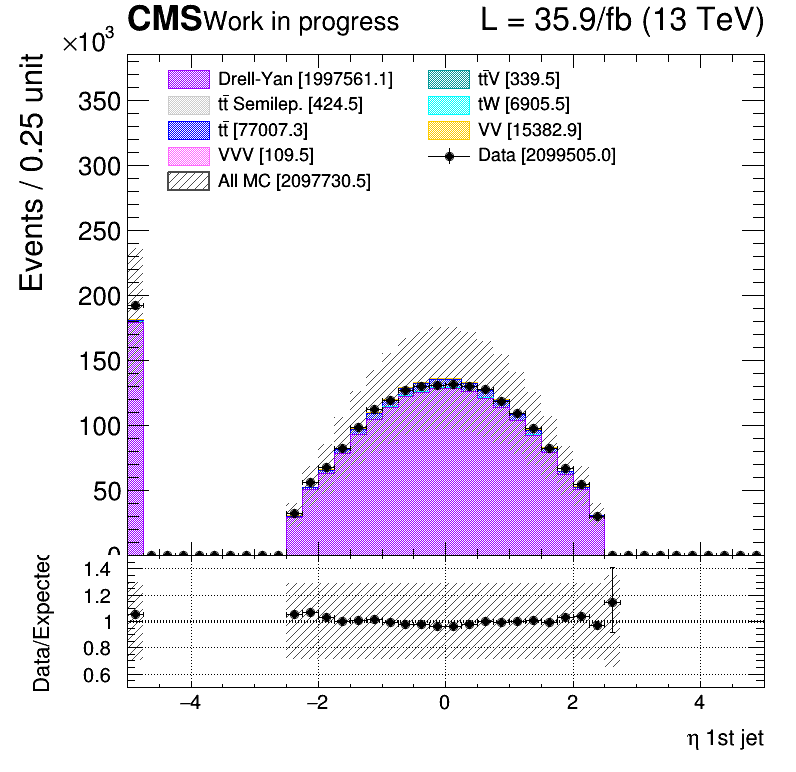 CMS Work in progress L = 35.9/fb (13 TeV)
×10³
Events / 0.25 unit
350
300
250
200
150
100
50
0
Drell-Yan [1997561.1]
tt̄ Semilep. [424.5]
tt̄ [77007.3]
VVV [109.5]
All MC [2097730.5]
tt̄V [339.5]
tW [6905.5]
VV [15382.9]
Data [2099505.0]
Data/Expected
1.4
1.2
1
0.8
0.6
−4 −2 0 2 4
η 1st jet